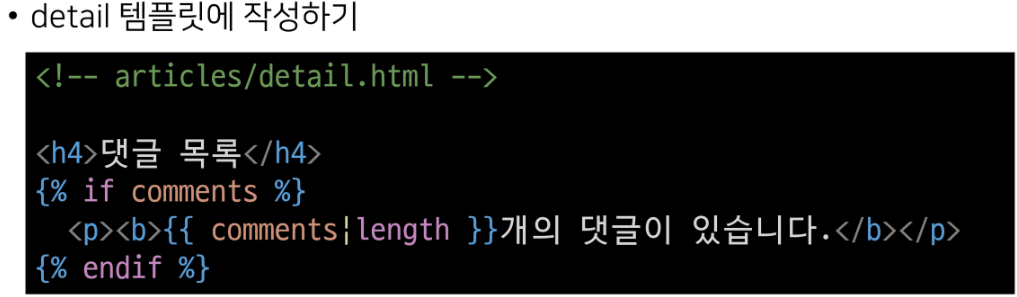 • detail 템플릿에 작성하기
<!-- articles/detail.html -->
<h4>댓글 목록</h4>
{% if comments %}
<p><b>{{ comments|length }}개의 댓글이 있습니다.</b></p>
{% endif %}